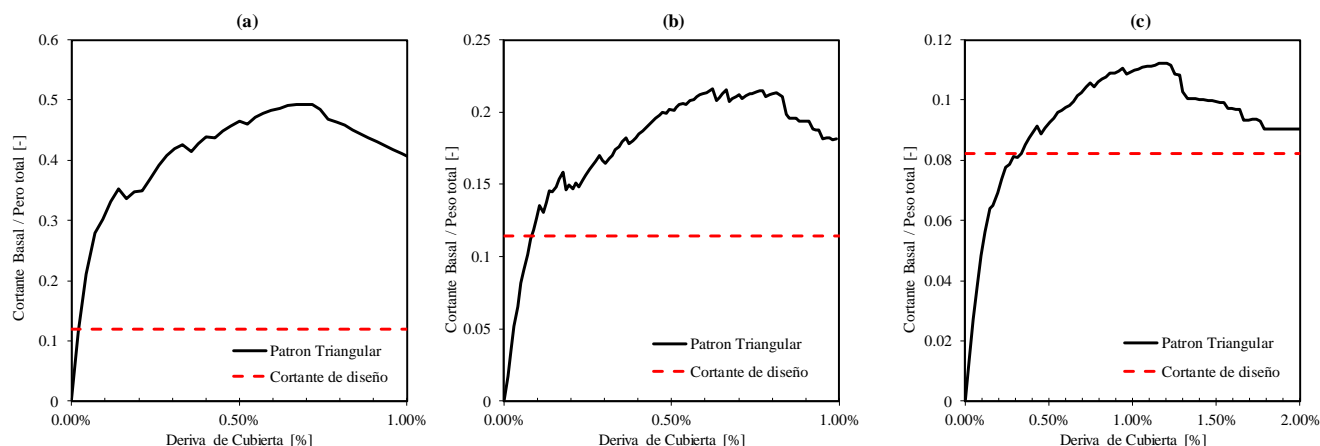 (a)
Cortante Basal / Pero total [-]
0.6
0.5
0.4
0.3
0.2
0.1
0
0.00%
0.50%
1.00%
Deriva de Cubierta [%]
Patron Triangular
Cortante de diseño
(b)
Cortante Basal / Peso total [-]
0.25
0.2
0.15
0.1
0.05
0
0.00%
0.50%
1.00%
Deriva de Cubierta [%]
Patron Triangular
Cortante de diseño
(c)
Cortante Basal / Peso total [-]
0.12
0.1
0.08
0.06
0.04
0.02
0
0.00%
0.50%
1.00%
1.50%
2.00%
Deriva de Cubierta [%]
Patron Triangular
Cortante de diseño